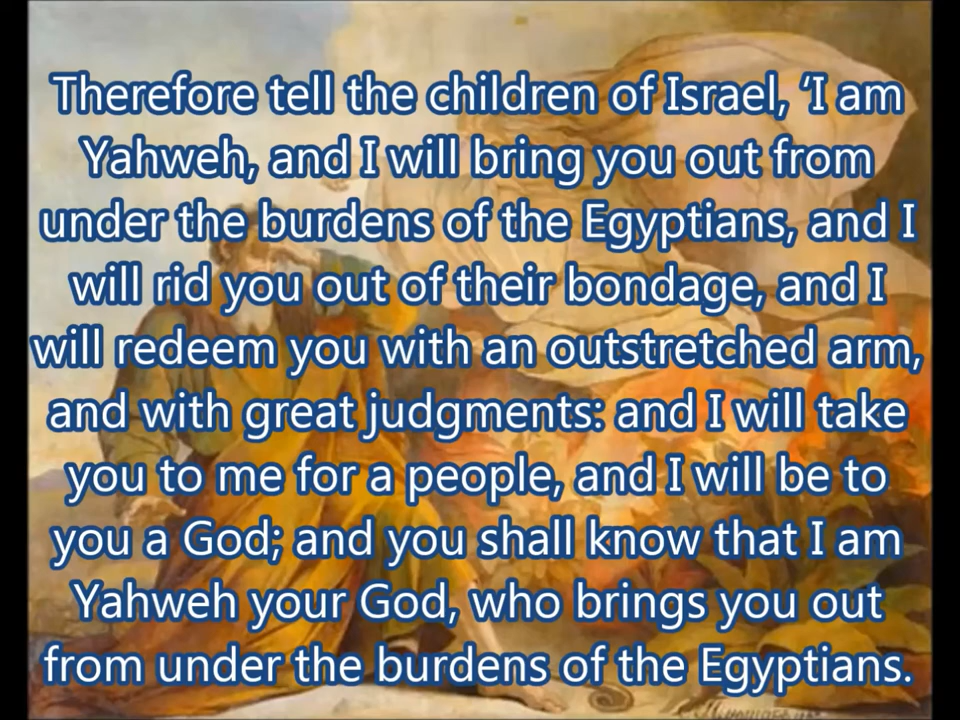 Therefore tell the children of Israel, ‘I am
Yahweh, and I will bring you out from
under the burdens of the Egyptians, and I
will rid you out of their bondage, and I
will redeem you with an outstretched arm,
and with great judgments: and I will take
you to me for a people, and I will be to
you a God; and you shall know that I am
Yahweh your God, who brings you out
from under the burdens of the Egyptians.